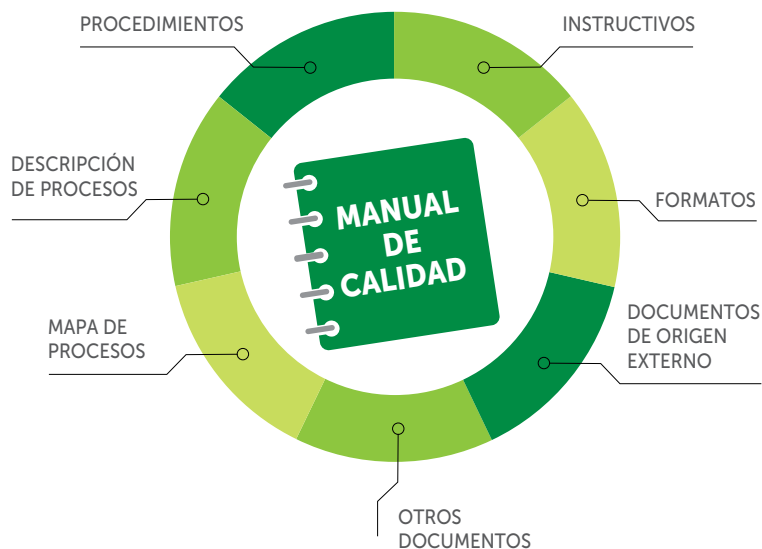 PROCEDIMIENTOS
INSTRUCTIVOS
DESCRIPCIÓN
DE PROCESOS
FORMATOS
MANUAL
DE
CALIDAD
MAPA DE
PROCESOS
DOCUMENTOS
DE ORIGEN
EXTERNO
OTROS
DOCUMENTOS